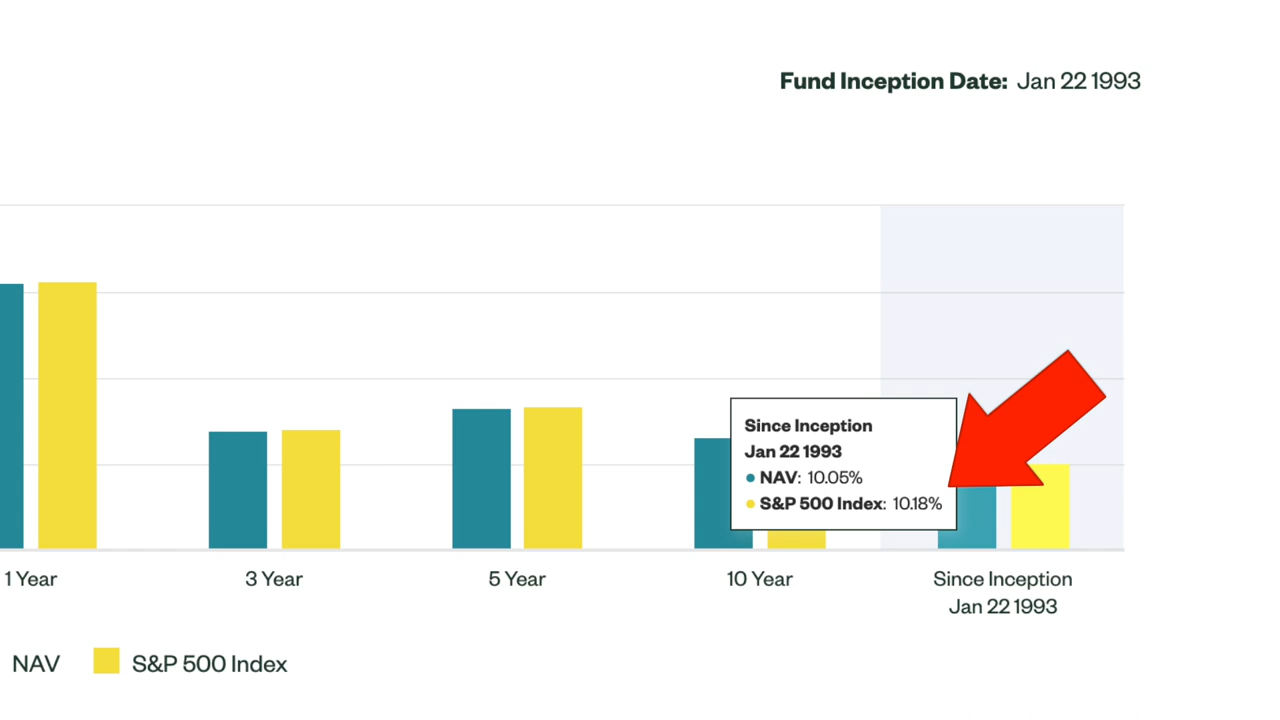 Fund Inception Date: Jan 22 1993
Since Inception
Jan 22 1993
NAV: 10.05%
S&P 500 Index: 10.18%
1 Year
3 Year
5 Year
10 Year
Since Inception
Jan 22 1993
NAV
S&P 500 Index